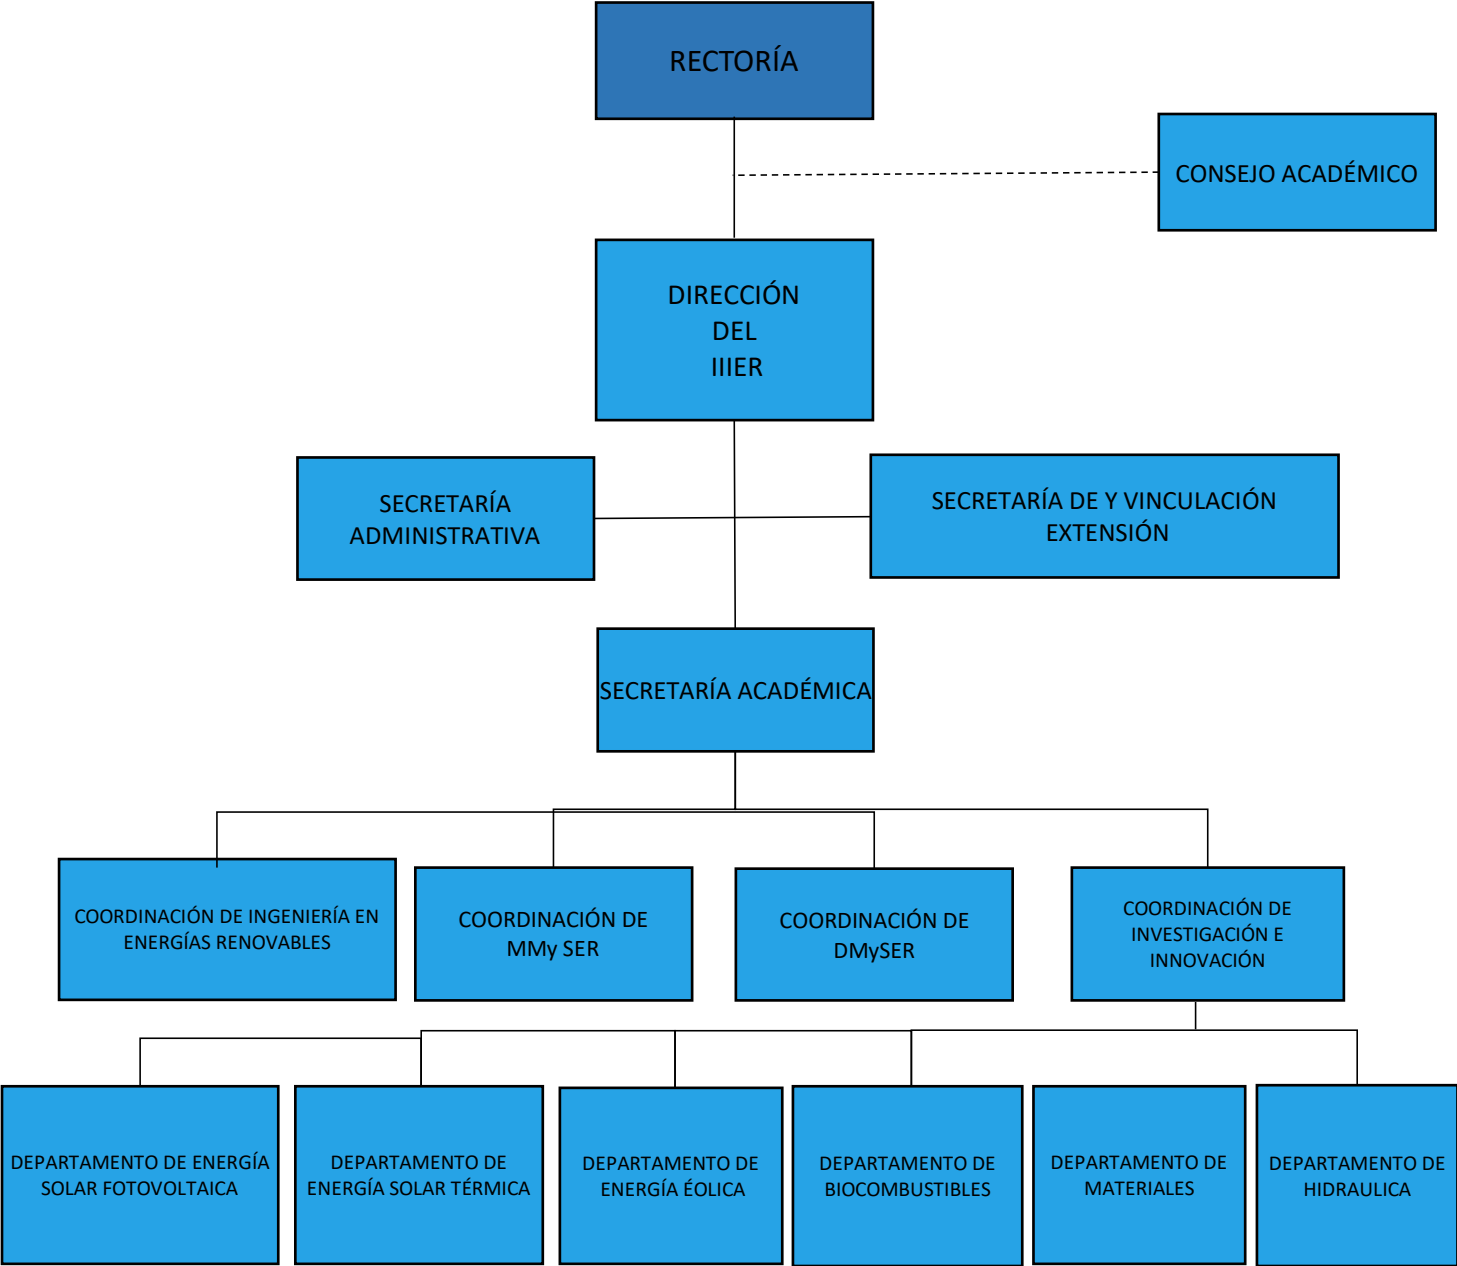 RECTORÍA
CONSEJO ACADÉMICO
DIRECCIÓN
DEL
IIIER
SECRETARÍA
ADMINISTRATIVA
SECRETARÍA DE Y VINCULACIÓN
EXTENSIÓN
SECRETARÍA ACADÉMICA
COORDINACIÓN DE INGENIERÍA EN
ENERGÍAS RENOVABLES
COORDINACIÓN DE
MMy SER
COORDINACIÓN DE
DMySER
COORDINACIÓN DE
INVESTIGACIÓN E
INNOVACIÓN
DEPARTAMENTO DE ENERGÍA
SOLAR FOTOVOLTAICA
DEPARTAMENTO DE
ENERGÍA SOLAR TÉRMICA
DEPARTAMENTO DE
ENERGÍA ÉOLICA
DEPARTAMENTO DE
BIOCOMBUSTIBLES
DEPARTAMENTO DE
MATERIALES
DEPARTAMENTO DE
HIDRAULICA